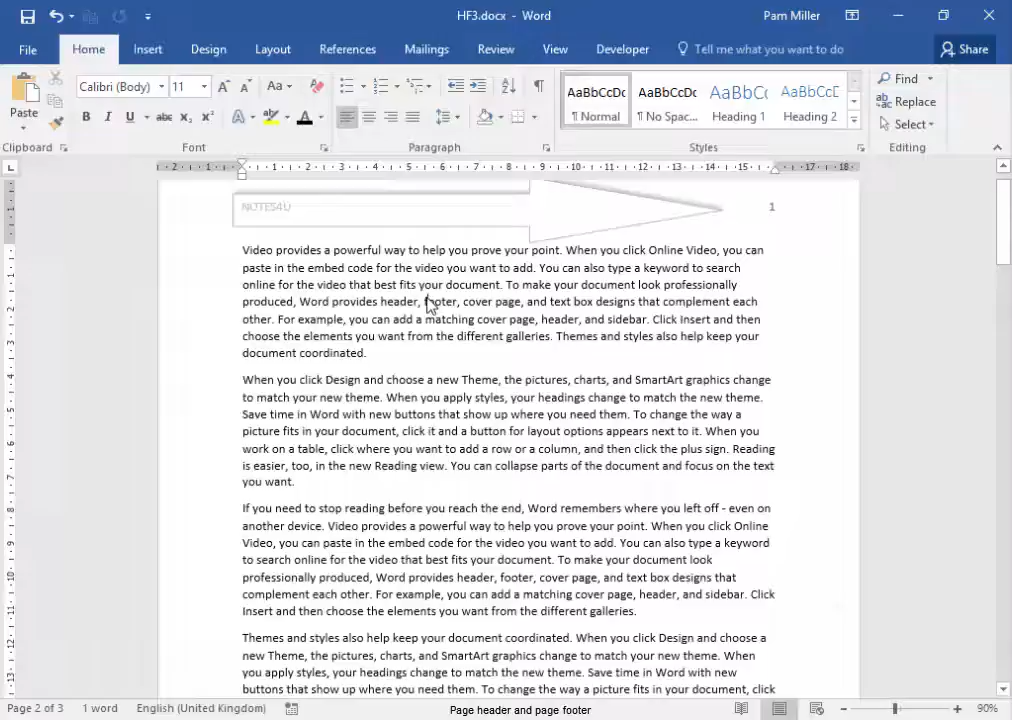 HF3.docx - Word
Pam Miller
File Home Insert Design Layout References Mailings Review View Developer Tell me what you want to do Share
Paste
Clipboard
Calibri (Body) 11 Aa
B I U abc x₂ x² A A
Font
Paragraph
AaBbCcDc AaBbCcDc AaBbC AaBbCcE
¶ Normal ¶ No Spac... Heading 1 Heading 2
Styles
Find
Replace
Select
Editing
NOTES4U
1
Video provides a powerful way to help you prove your point. When you click Online Video, you can
paste in the embed code for the video you want to add. You can also type a keyword to search
online for the video that best fits your document. To make your document look professionally
produced, Word provides header, footer, cover page, and text box designs that complement each
other. For example, you can add a matching cover page, header, and sidebar. Click Insert and then
choose the elements you want from the different galleries. Themes and styles also help keep your
document coordinated.
When you click Design and choose a new Theme, the pictures, charts, and SmartArt graphics change
to match your new theme. When you apply styles, your headings change to match the new theme.
Save time in Word with new buttons that show up where you need them. To change the way a
picture fits in your document, click it and a button for layout options appears next to it. When you
work on a table, click where you want to add a row or a column, and then click the plus sign. Reading
is easier, too, in the new Reading view. You can collapse parts of the document and focus on the text
you want.
If you need to stop reading before you reach the end, Word remembers where you left off - even on
another device. Video provides a powerful way to help you prove your point. When you click Online
Video, you can paste in the embed code for the video you want to add. You can also type a keyword
to search online for the video that best fits your document. To make your document look
professionally produced, Word provides header, footer, cover page, and text box designs that
complement each other. For example, you can add a matching cover page, header, and sidebar. Click
Insert and then choose the elements you want from the different galleries.
Themes and styles also help keep your document coordinated. When you click Design and choose a
new Theme, the pictures, charts, and SmartArt graphics change to match your new theme. When
you apply styles, your headings change to match the new theme. Save time in Word with new
buttons that show up where you need them. To change the way a picture fits in your document, click
Page 2 of 3 1 word English (United Kingdom) Page header and page footer 90%